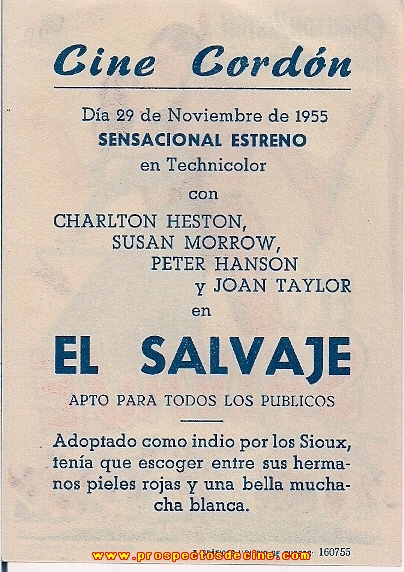 Cine Cordón
Día 29 de Noviembre de 1955
SENSACIONAL ESTRENO
en Technicolor
con
CHARLTON HESTON,
SUSAN MORROW,
PETER HANSON
y JOAN TAYLOR
en
EL SALVAJE
APTO PARA TODOS LOS PUBLICOS
Adoptado como indio por los Sioux,
tenía que escoger entre sus herma-
nos pieles rojas y una bella mucha-
cha blanca.
160755
www.prospectosdecine.com